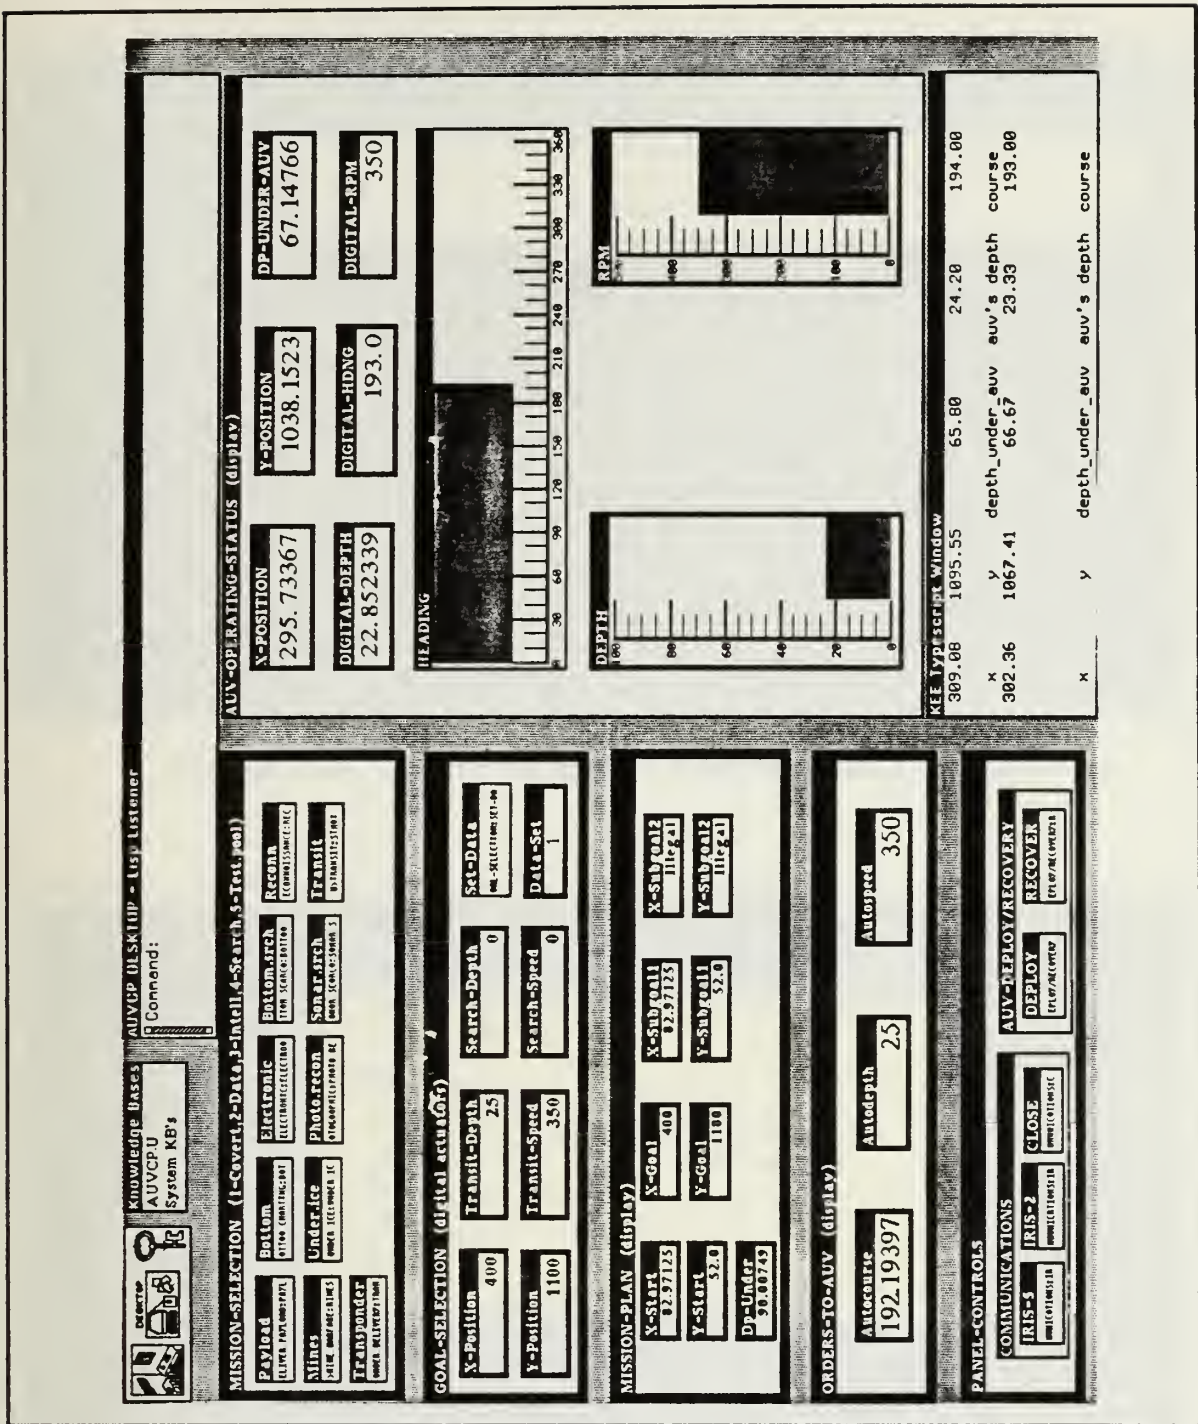 Knowledge Bases
AUVCP.U
System KB's
AUVCP DESKTOP - Lisp Listener
Command:
MISSION-SELECTION (1-Covert,2-Data,3-Intell,4-Search,5-Test.vol)
Payload
Bottom
Electronic
Bottom.srch
Recon
Mines
Under.ice
Photo.recon
Sonar.srch
Transit
Transponder
GOAL-SELECTION (digital actuators)
X-Position
400
Transit-Depth
25
Search-Depth
0
Set-Data
Y-Position
1100
Transit-Speed
350
Search-Speed
0
Data-Set
1
MISSION-PLAN (display)
X-Start
82.97125
X-Goal
400
X-Subgoal1
82.97125
X-Subgoal2
Illegal
Y-Start
52.0
Y-Goal
1100
Y-Subgoal1
52.0
Y-Subgoal2
Illegal
Dp-Under
90.00749
ORDERS-TO-AUV (display)
Autocourse
192.19397
Autodepth
25
Autospeed
350
PANEL-CONTROLS
COMMUNICATIONS
IRIS-2
CLOSE
AUV-DEPLOY/RECOVERY
DEPLOY
RECOVER
AUV-OPERATING-STATUS (display)
X-POSITION
295.73367
Y-POSITION
1038.1523
DP-UNDER-AUV
67.14766
DIGITAL-DEPTH
22.852339
DIGITAL-HDNG
193.0
DIGITAL-RPM
350
HEADING
0 30 60 90 120 150 180 210 240 270 300 330 360
DEPTH
100
80
60
40
20
0
RPM
400
300
200
100
0
KEE Typescript Window
309.08 1095.55 65.80 24.20 194.00
x y depth_under_auv auv's depth course
302.36 1067.41 66.67 23.33 193.00
x y depth_under_auv auv's depth course